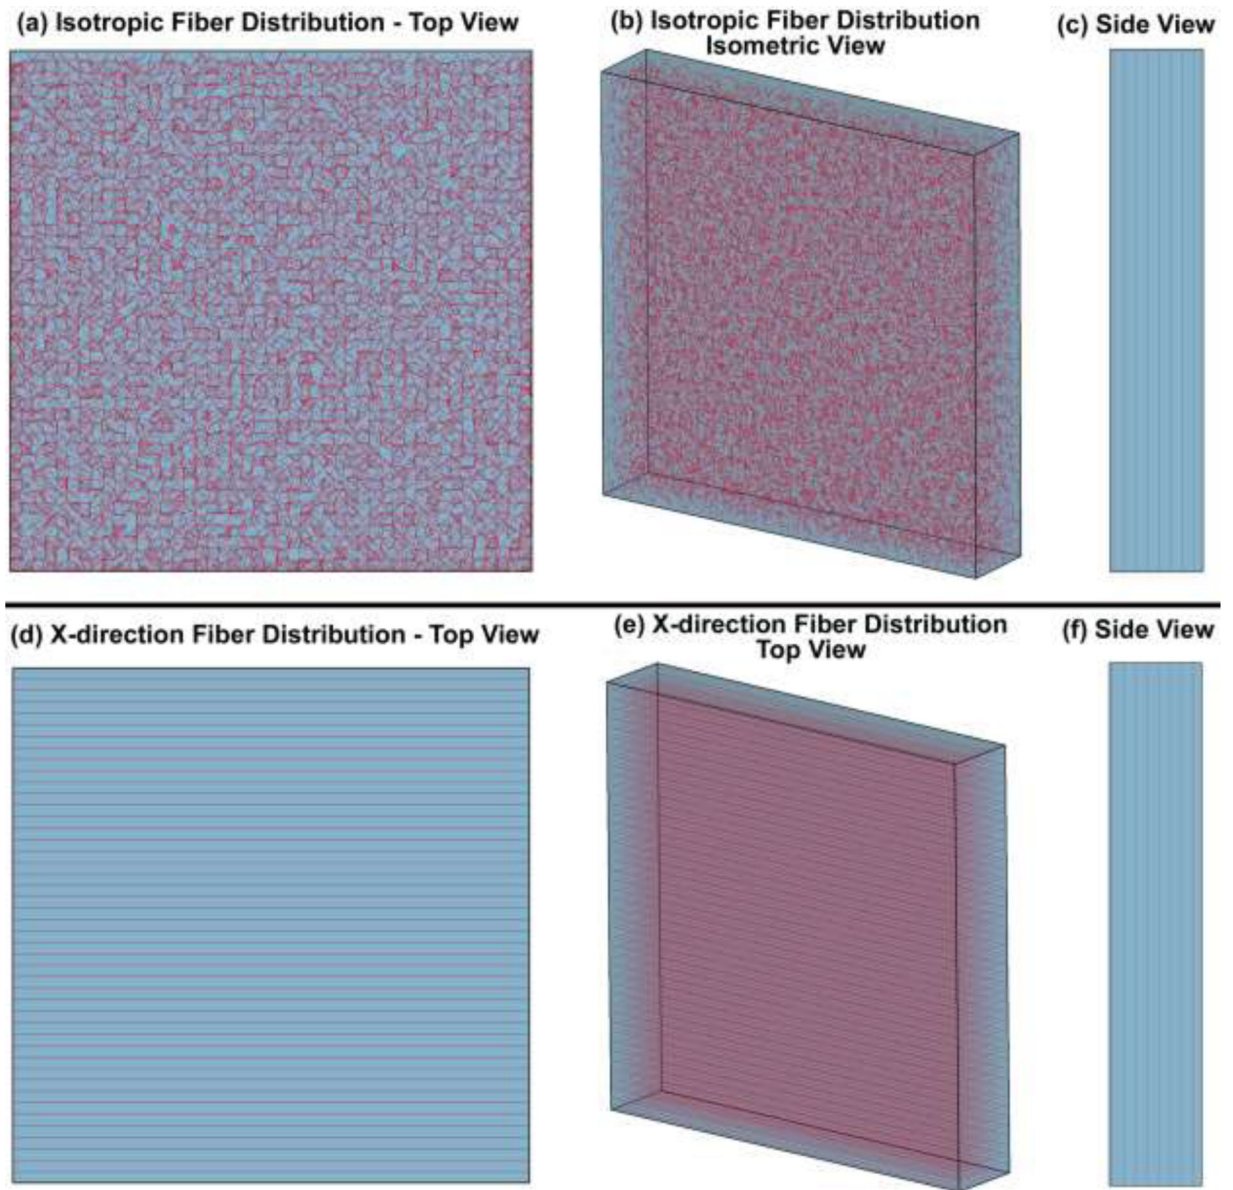 (a) Isotropic Fiber Distribution - Top View
(b) Isotropic Fiber Distribution
Isometric View
(c) Side View
(d) X-direction Fiber Distribution - Top View
(e) X-direction Fiber Distribution
Top View
(f) Side View